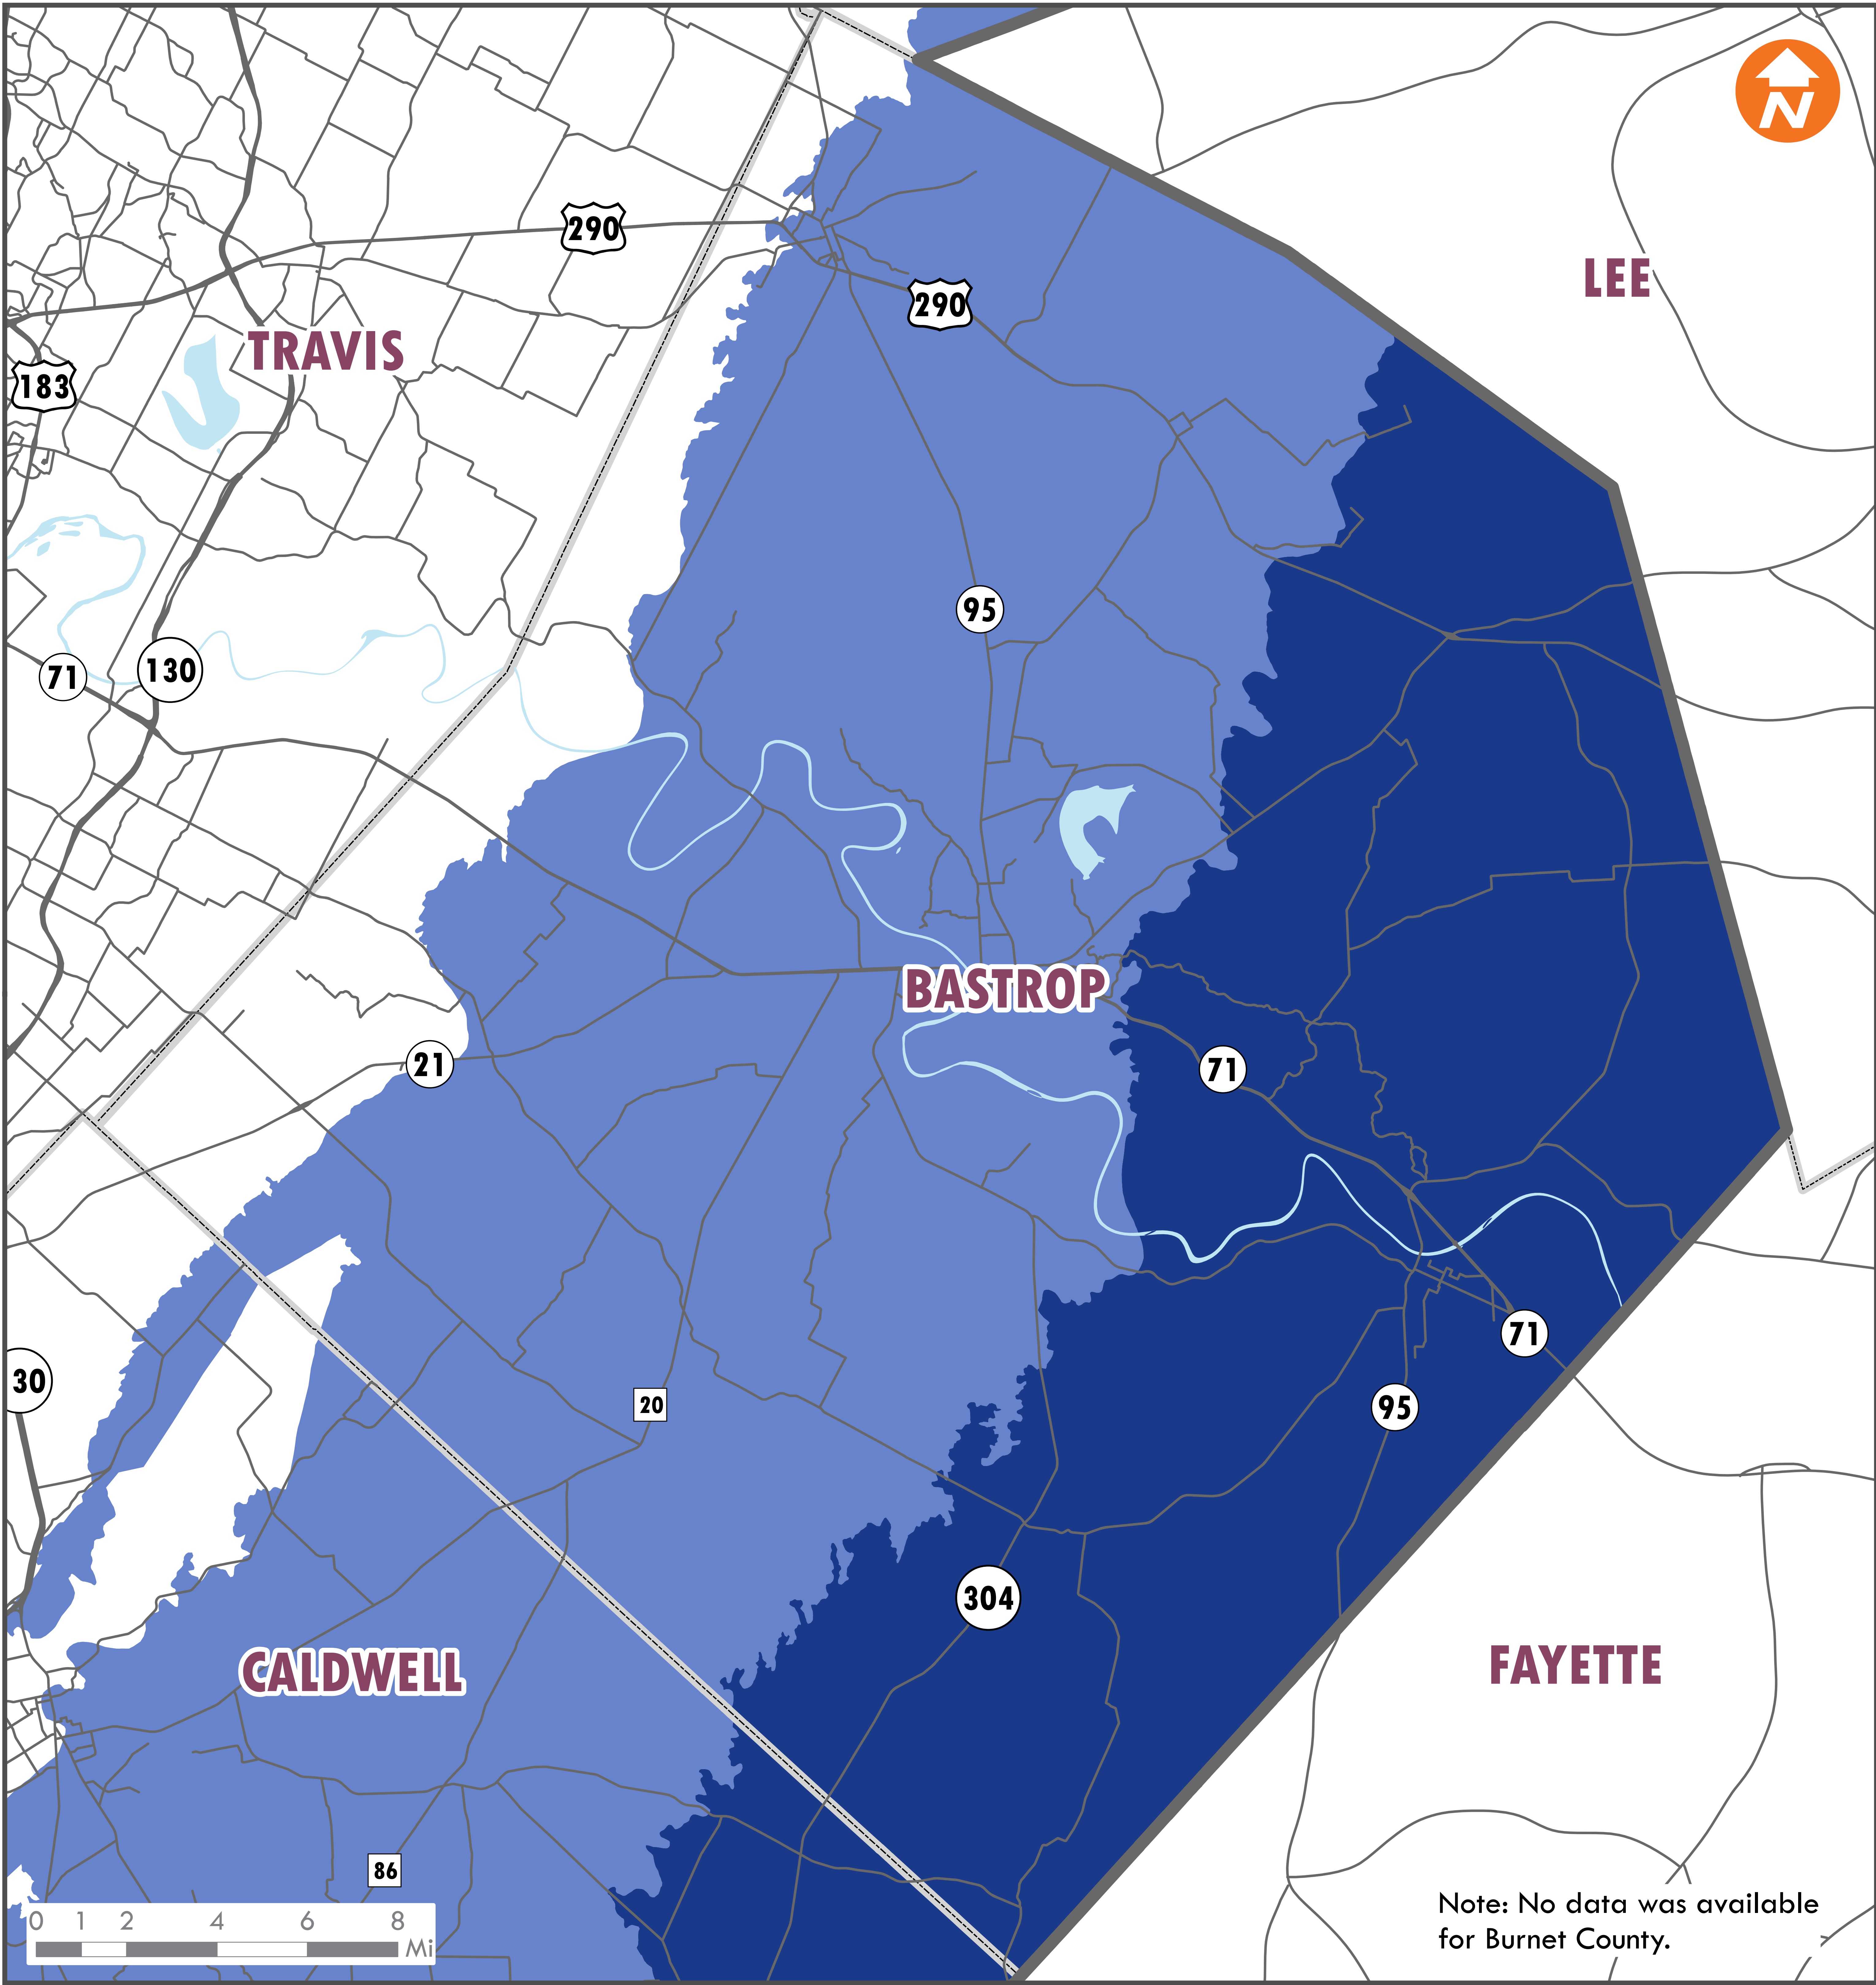 N
290
LEE
290
TRAVIS
183
95
71
130
BASTROP
21
71
71
30
20
95
304
CALDWELL
FAYETTE
86
Note: No data was available
for Burnet County.
0 1 2 4 6 8
Mi